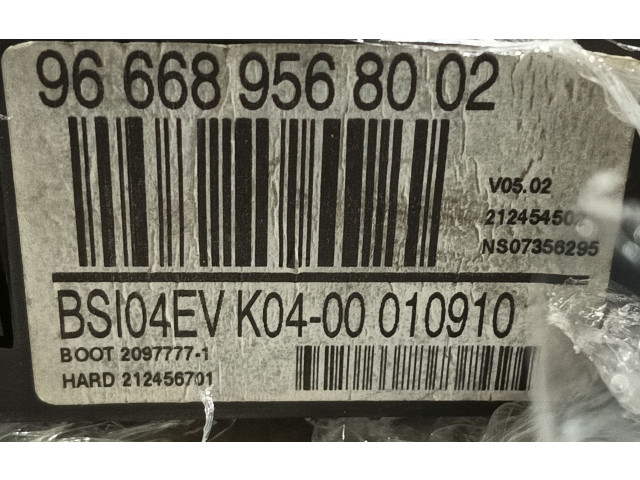 96 668 956 80 02
V05.02
NS07356295
BSI04EV K04-00 010910
BOOT 2097777-1
HARD 212456701